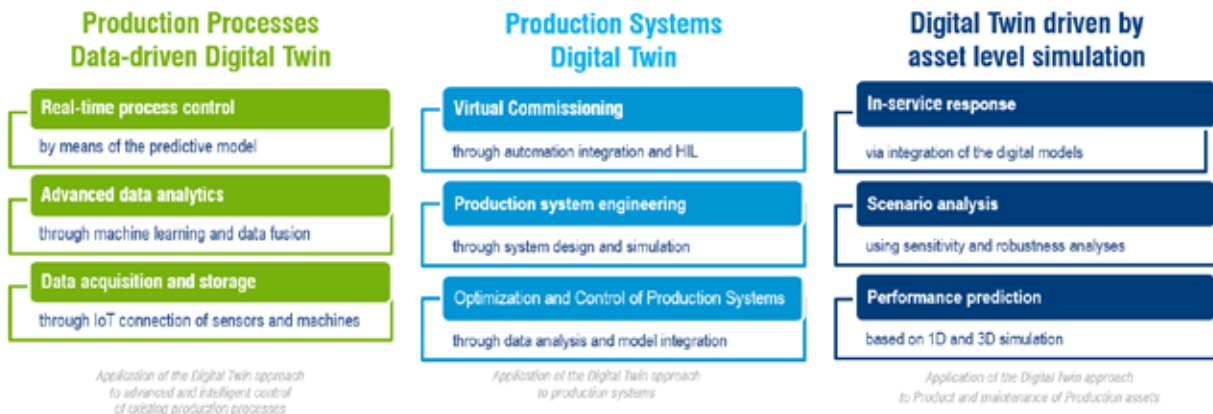 Production Processes
Data-driven Digital Twin
Real-time process control
by means of the predictive model
Advanced data analytics
through machine learning and data fusion
Data acquisition and storage
through IoT connection of sensors and machines
Application of the Digital Twin approach
to advanced and intelligent control
of existing production processes
Production Systems
Digital Twin
Virtual Commissioning
through automation integration and HIL
Production system engineering
through system design and simulation
Optimization and Control of Production Systems
through data analysis and model integration
Application of the Digital Twin approach
to production systems
Digital Twin driven by
asset level simulation
In-service response
via integration of the digital models
Scenario analysis
using sensitivity and robustness analyses
Performance prediction
based on 1D and 3D simulation
Application of the Digital Twin approach
to Product and maintenance of Production assets